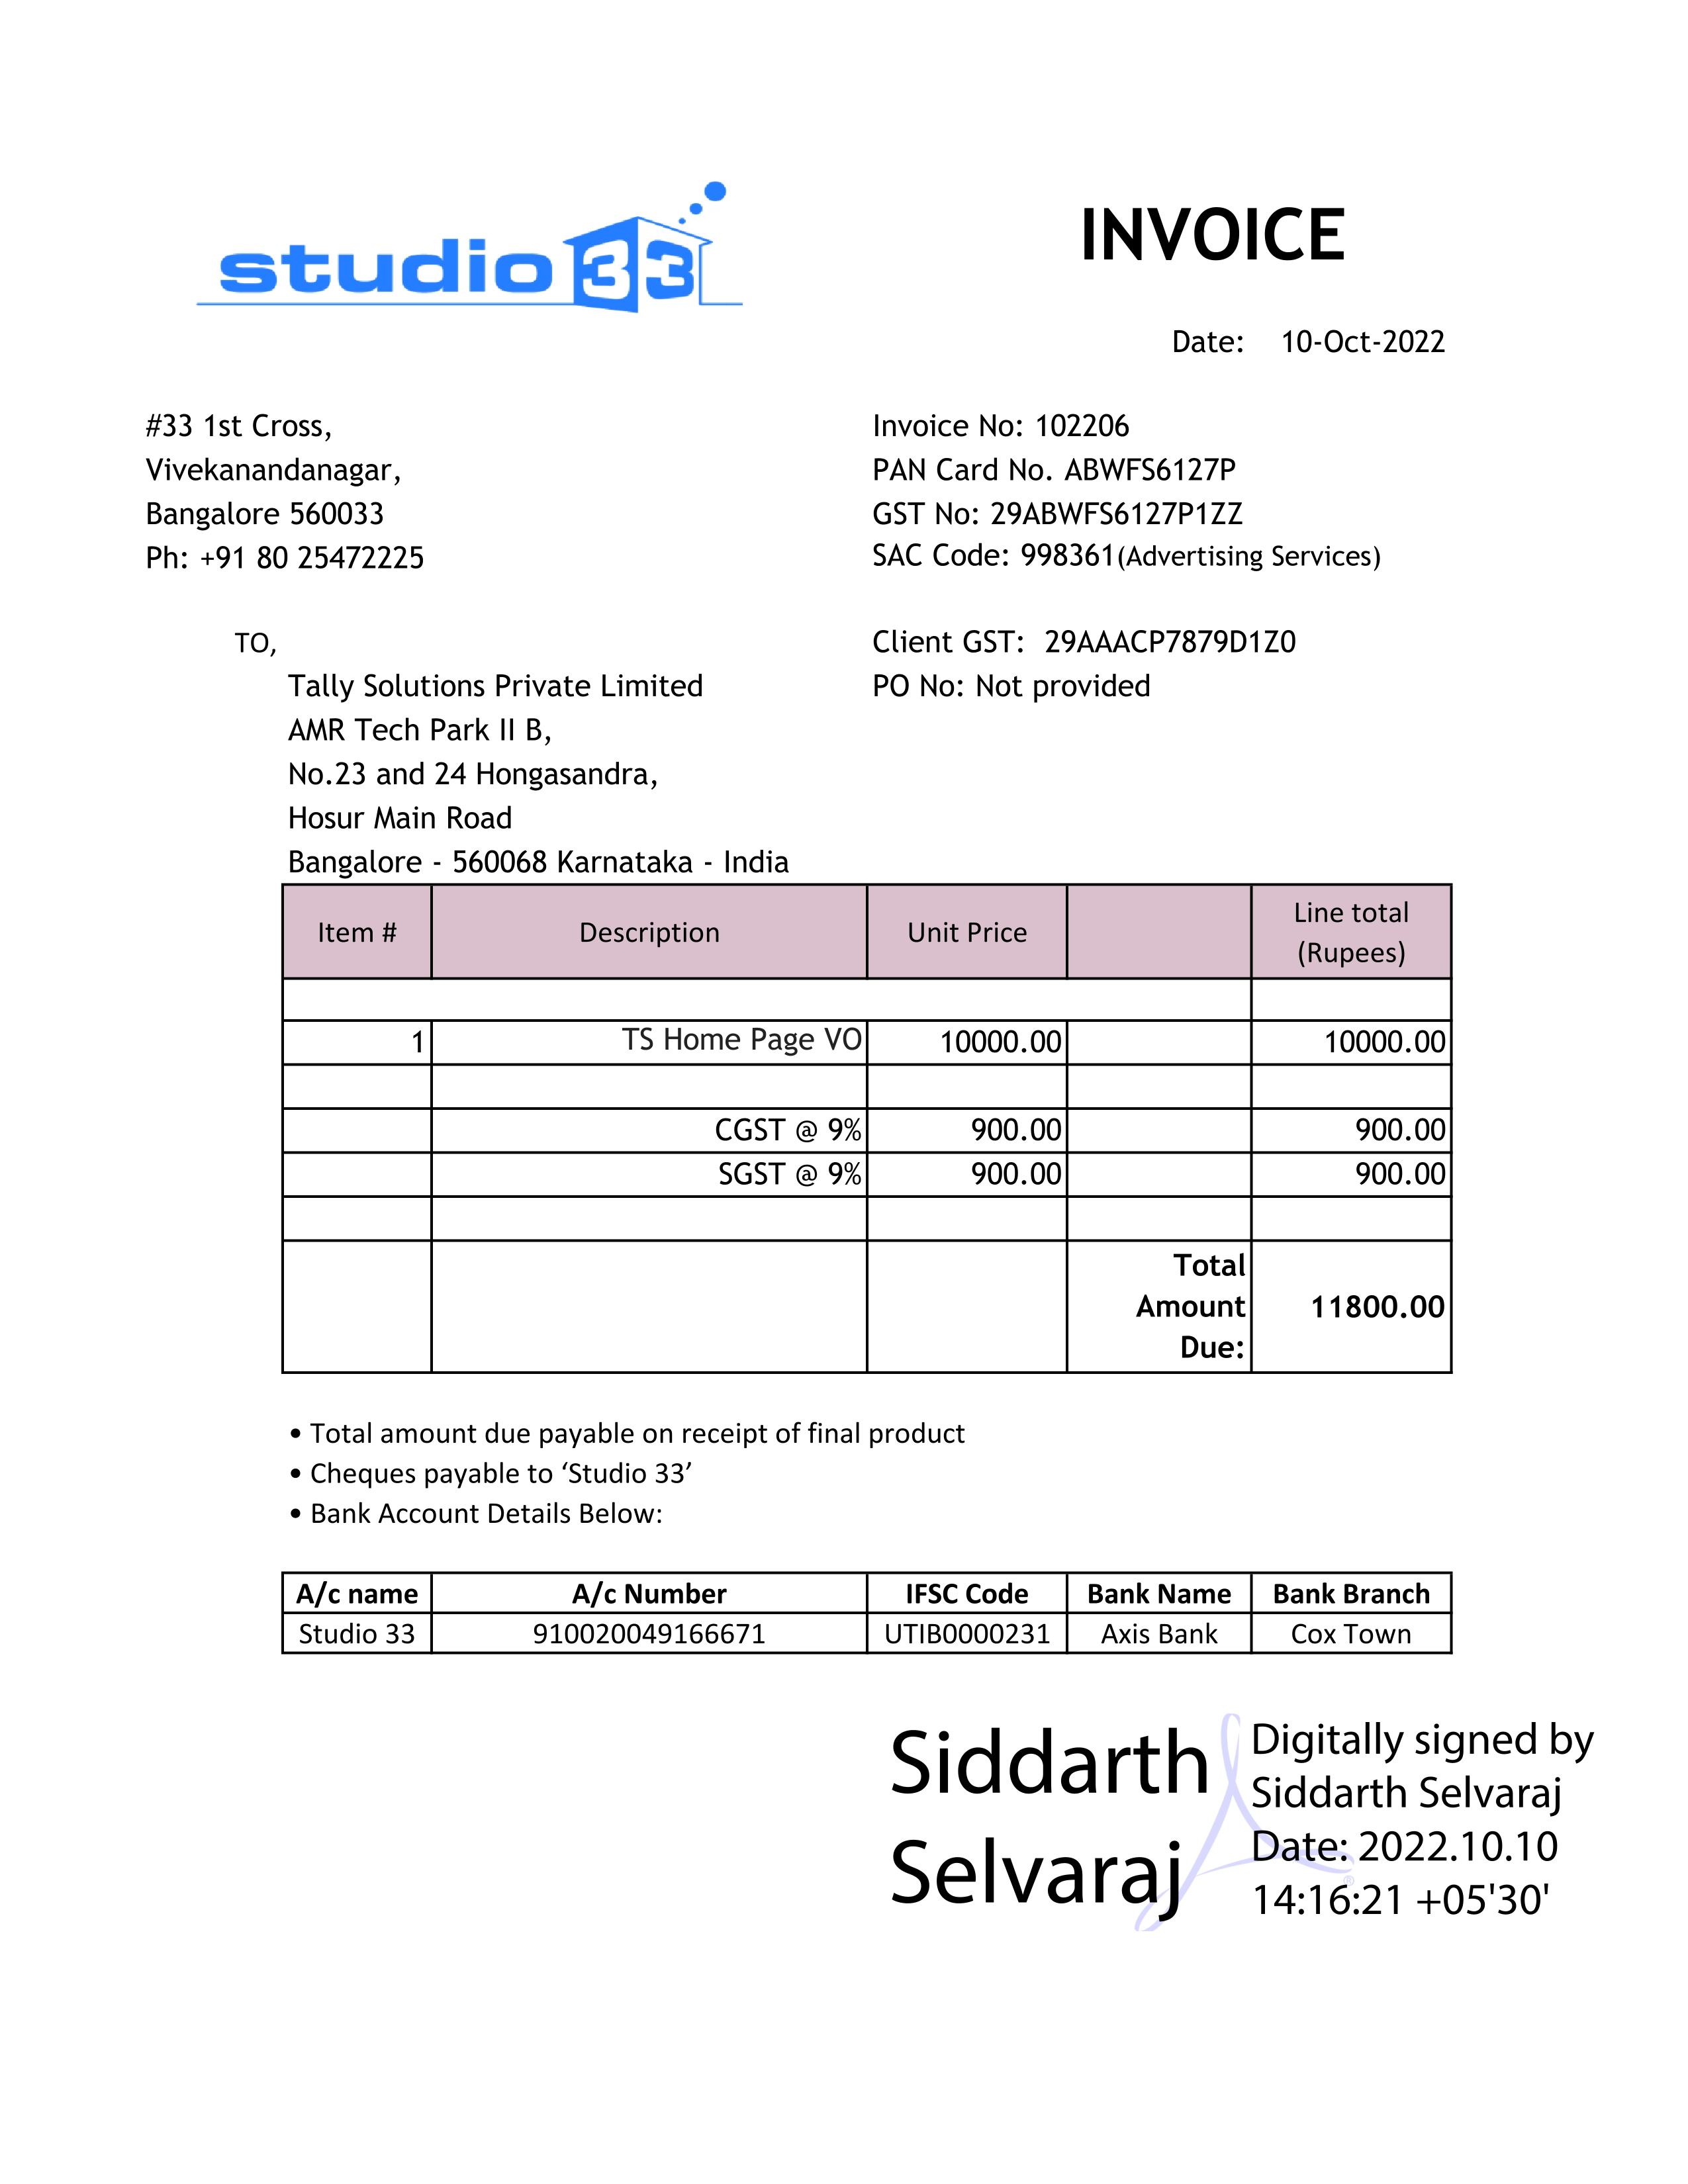 studio 33
INVOICE
Date: 10-Oct-2022
#33 1st Cross,
Vivekanandanagar,
Bangalore 560033
Ph: +91 80 25472225
Invoice No: 102206
PAN Card No. ABWFS6127P
GST No: 29ABWFS6127P1ZZ
SAC Code: 998361(Advertising Services)
TO,
Tally Solutions Private Limited
AMR Tech Park II B,
No.23 and 24 Hongasandra,
Hosur Main Road
Bangalore - 560068 Karnataka - India
Client GST: 29AAACP7879D1Z0
PO No: Not provided
Item # Description Unit Price Line total (Rupees)
1 TS Home Page VO 10000.00 10000.00
CGST @ 9% 900.00 900.00
SGST @ 9% 900.00 900.00
Total Amount Due: 11800.00
• Total amount due payable on receipt of final product
• Cheques payable to ‘Studio 33’
• Bank Account Details Below:
A/c name A/c Number IFSC Code Bank Name Bank Branch
Studio 33 910020049166671 UTIB0000231 Axis Bank Cox Town
Siddarth
Selvaraj
Digitally signed by
Siddarth Selvaraj
Date: 2022.10.10
14:16:21 +05'30'